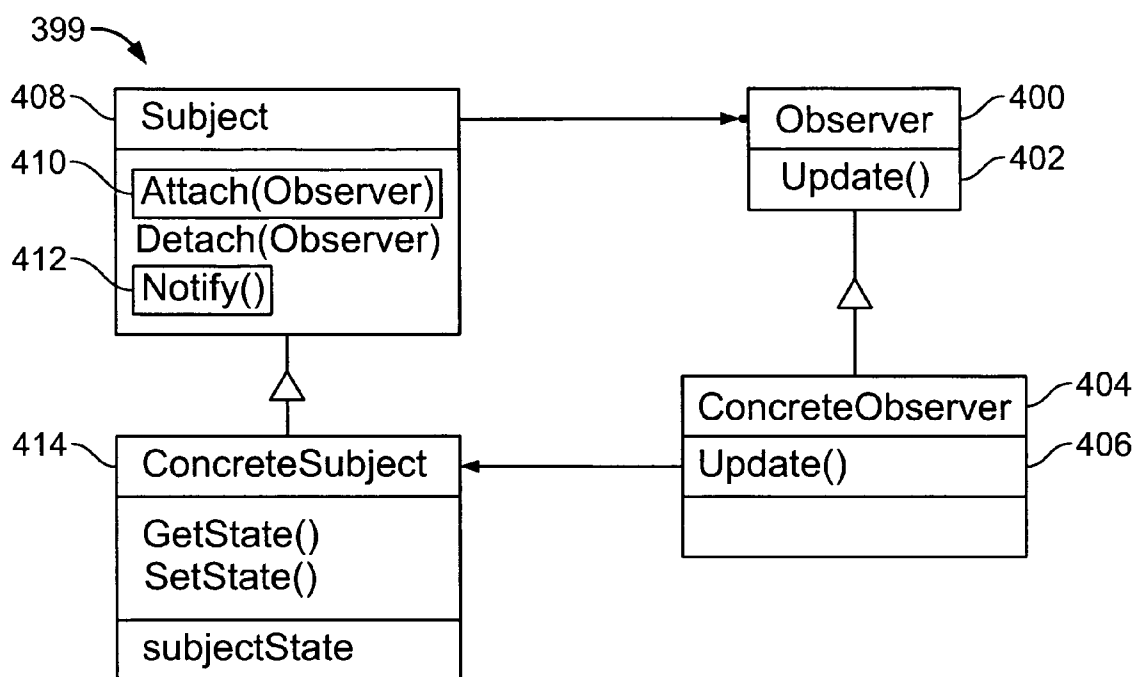 399
408
Subject
Observer
400
410
Attach(Observer)
Update()
402
Detach(Observer)
412
Notify()
ConcreteObserver
404
414
ConcreteSubject
Update()
406
GetState()
SetState()
subjectState